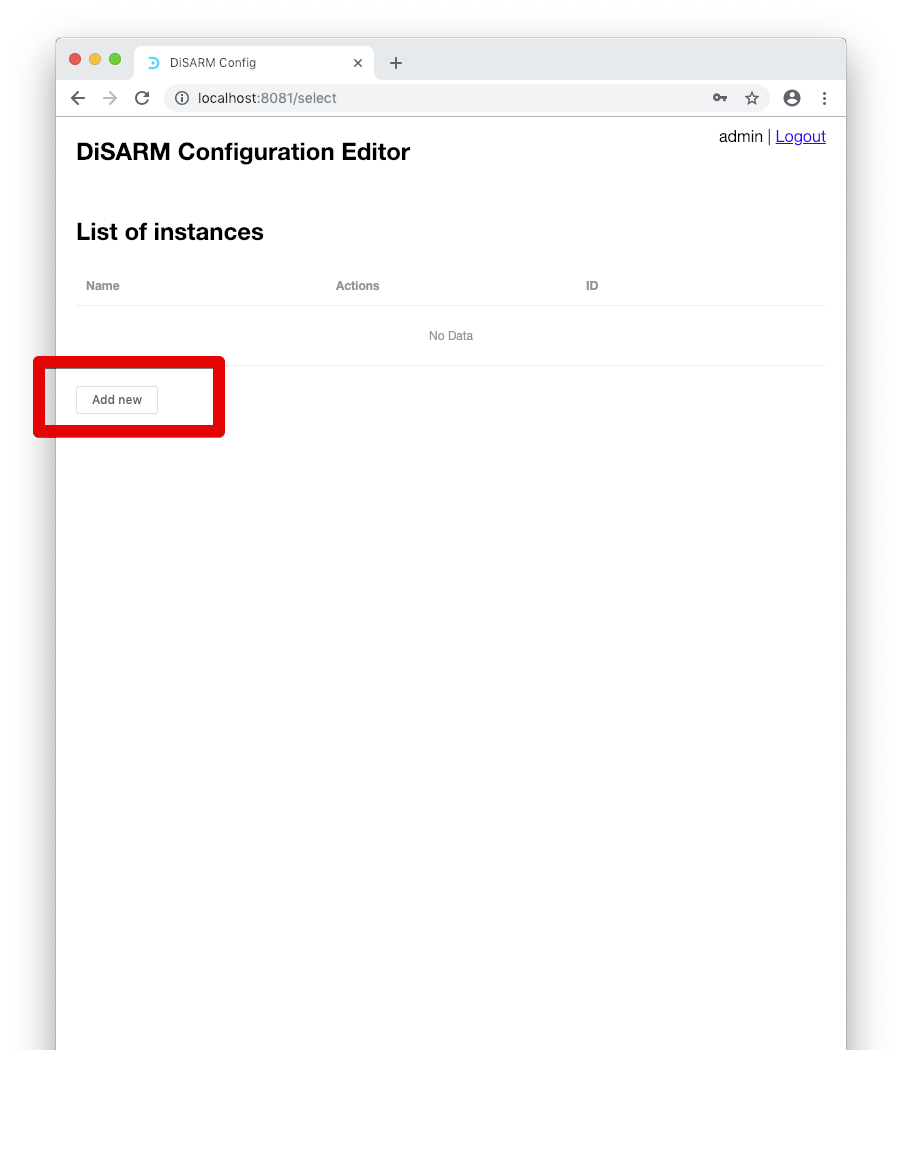 DiSARM Config
localhost:8081/select
admin | Logout
DiSARM Configuration Editor
List of instances
Name Actions ID
No Data
Add new